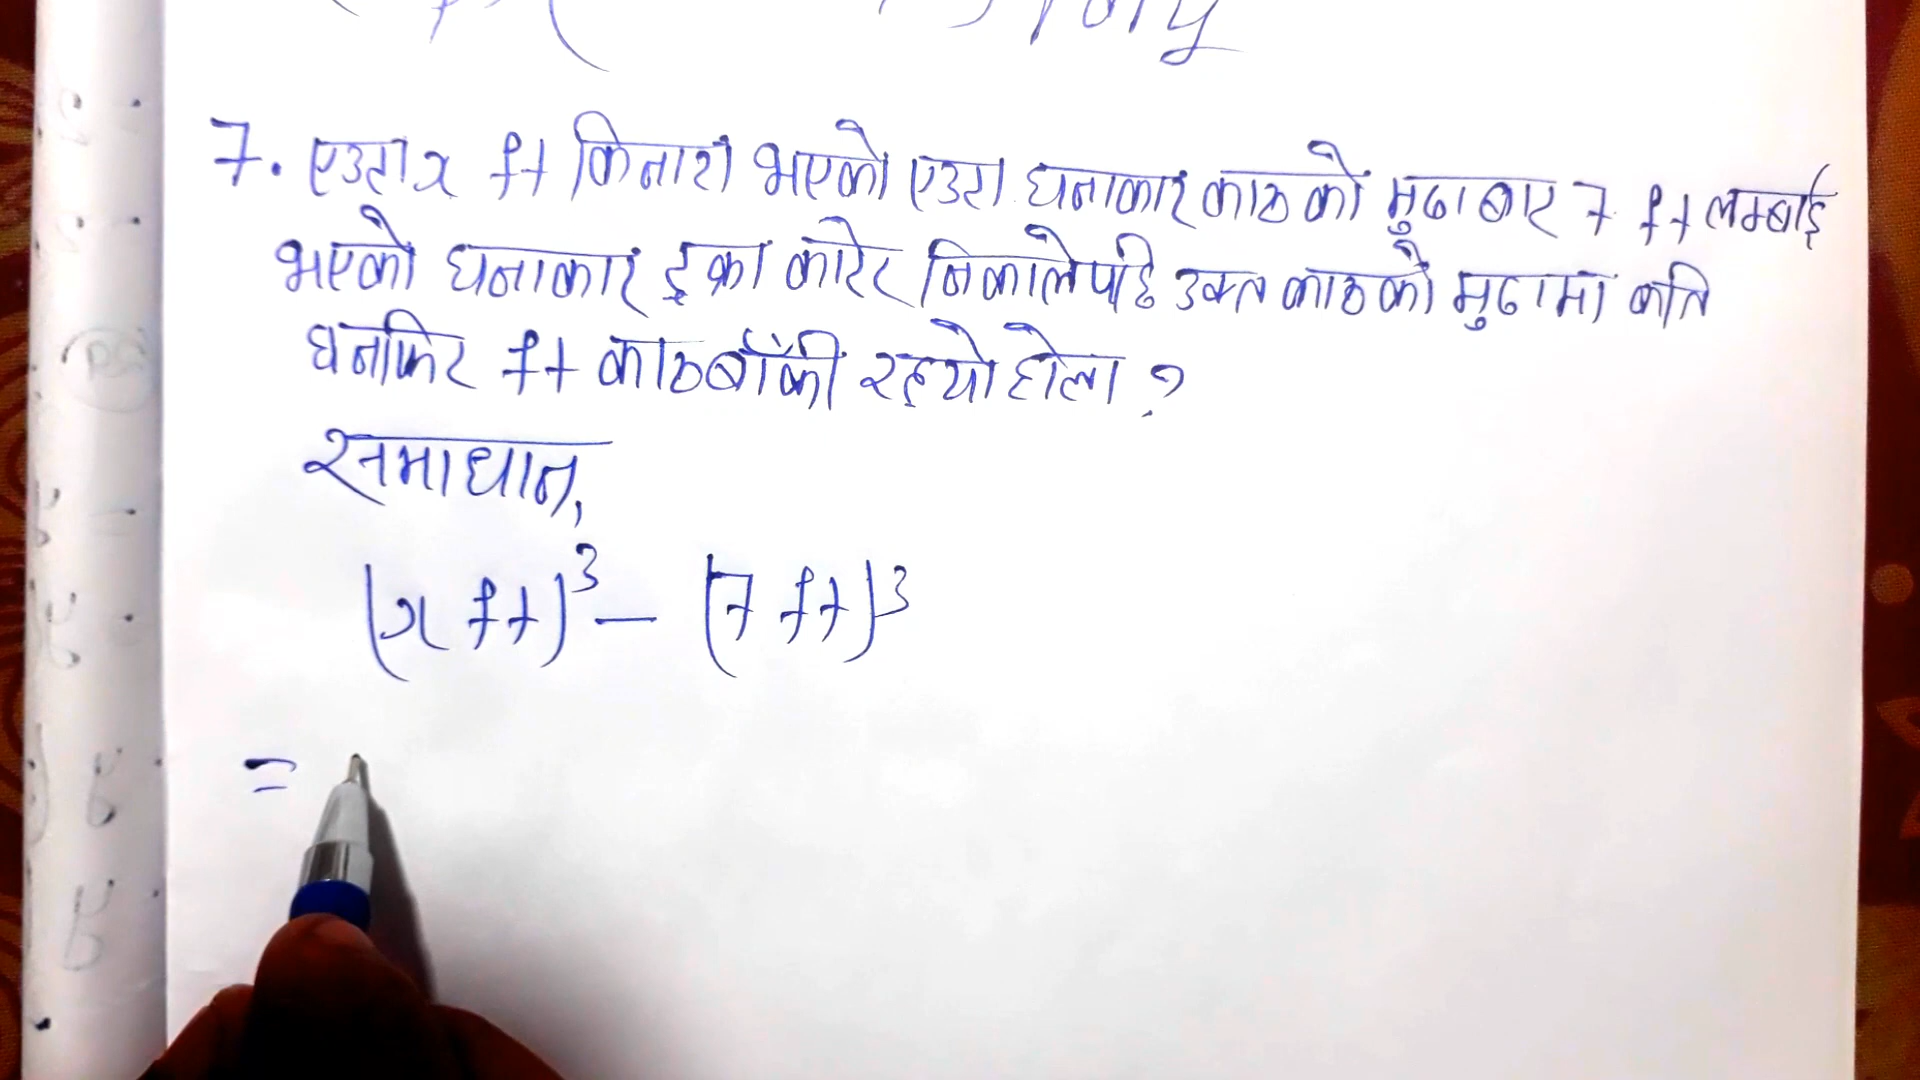 7. एउटा x ft किनारा भएको एउटा घनाकार काठको मुढाबाट 7 ft लम्बाई
भएको घनाकार टुक्रा काटेर निकालेपछि उक्त काठको मुढामा कति
घनफिट ft काठ बाँकी रहयो होला ?
समाधान,
(x ft)³ − (7 ft)³
=